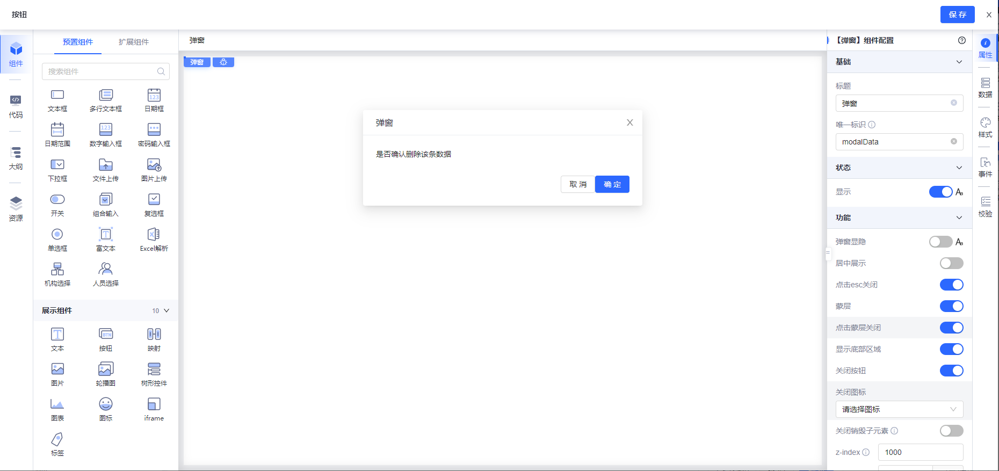 按钮
保 存
组件
代码
大纲
资源
预置组件
扩展组件
搜索组件
文本框
多行文本框
日期框
日期范围
数字输入框
密码输入框
下拉框
文件上传
图片上传
开关
组合输入
复选框
单选框
富文本
Excel解析
机构选择
人员选择
展示组件
10
文本
按钮
映射
图片
轮播图
树形控件
图表
图标
iframe
标签
弹窗
弹窗
弹窗
是否确认删除该条数据
取 消
确 定
【弹窗】组件配置
基础
标题
弹窗
唯一标识
modalData
状态
显示
功能
弹窗显隐
居中展示
点击esc关闭
蒙层
点击蒙层关闭
显示底部区域
关闭按钮
关闭图标
请选择图标
关闭销毁子元素
z-index
1000
属性
数据
样式
事件
校验